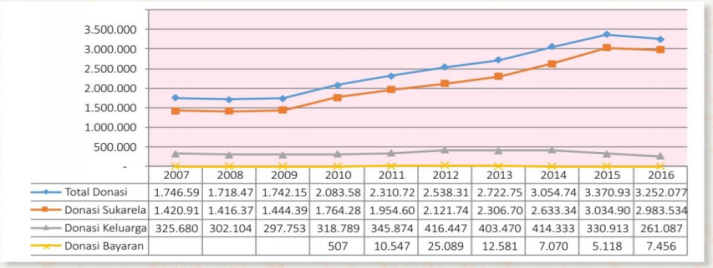 3.500.000
3.000.000
2.500.000
2.000.000
1.500.000
1.000.000
500.000
-
2007 2008 2009 2010 2011 2012 2013 2014 2015 2016
Total Donasi 1.746.59 1.718.47 1.742.15 2.083.58 2.310.72 2.538.31 2.722.75 3.054.74 3.370.93 3.252.077
Donasi Sukarela 1.420.91 1.416.37 1.444.39 1.764.28 1.954.60 2.121.74 2.306.70 2.633.34 3.034.90 2.983.534
Donasi Keluarga 325.680 302.104 297.753 318.789 345.874 416.447 403.470 414.333 330.913 261.087
Donasi Bayaran 507 10.547 25.089 12.581 7.070 5.118 7.456